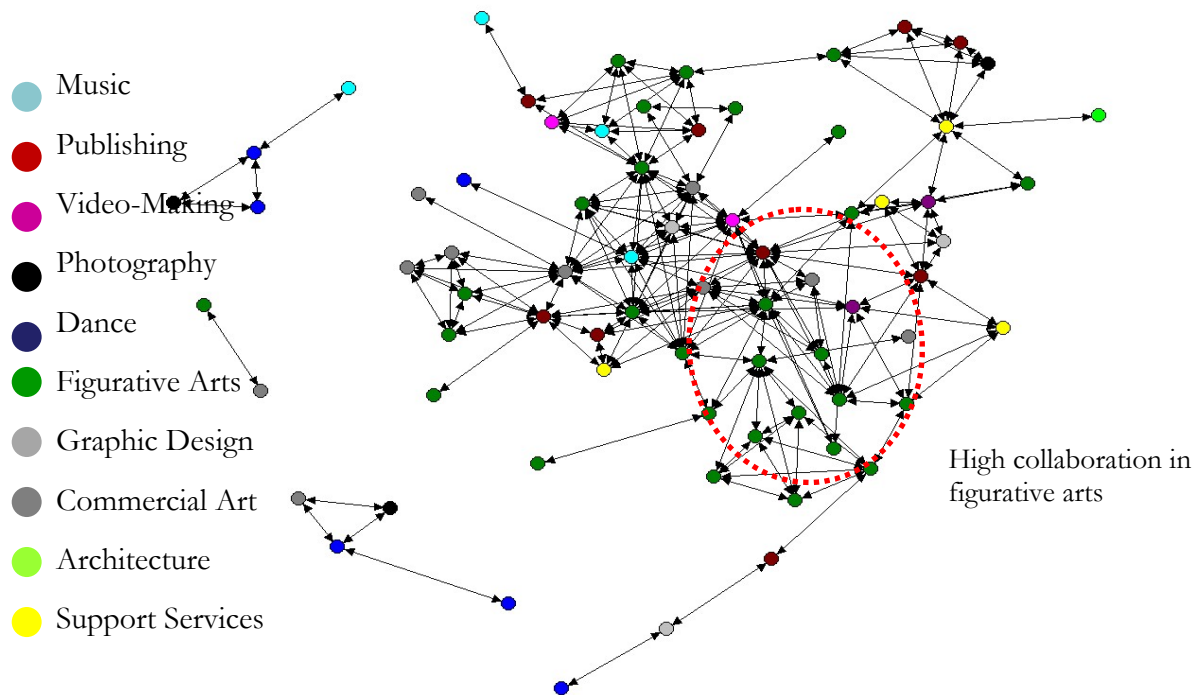 Music
Publishing
Video-Making
Photography
Dance
Figurative Arts
Graphic Design
Commercial Art
Architecture
Support Services
High collaboration in
figurative arts